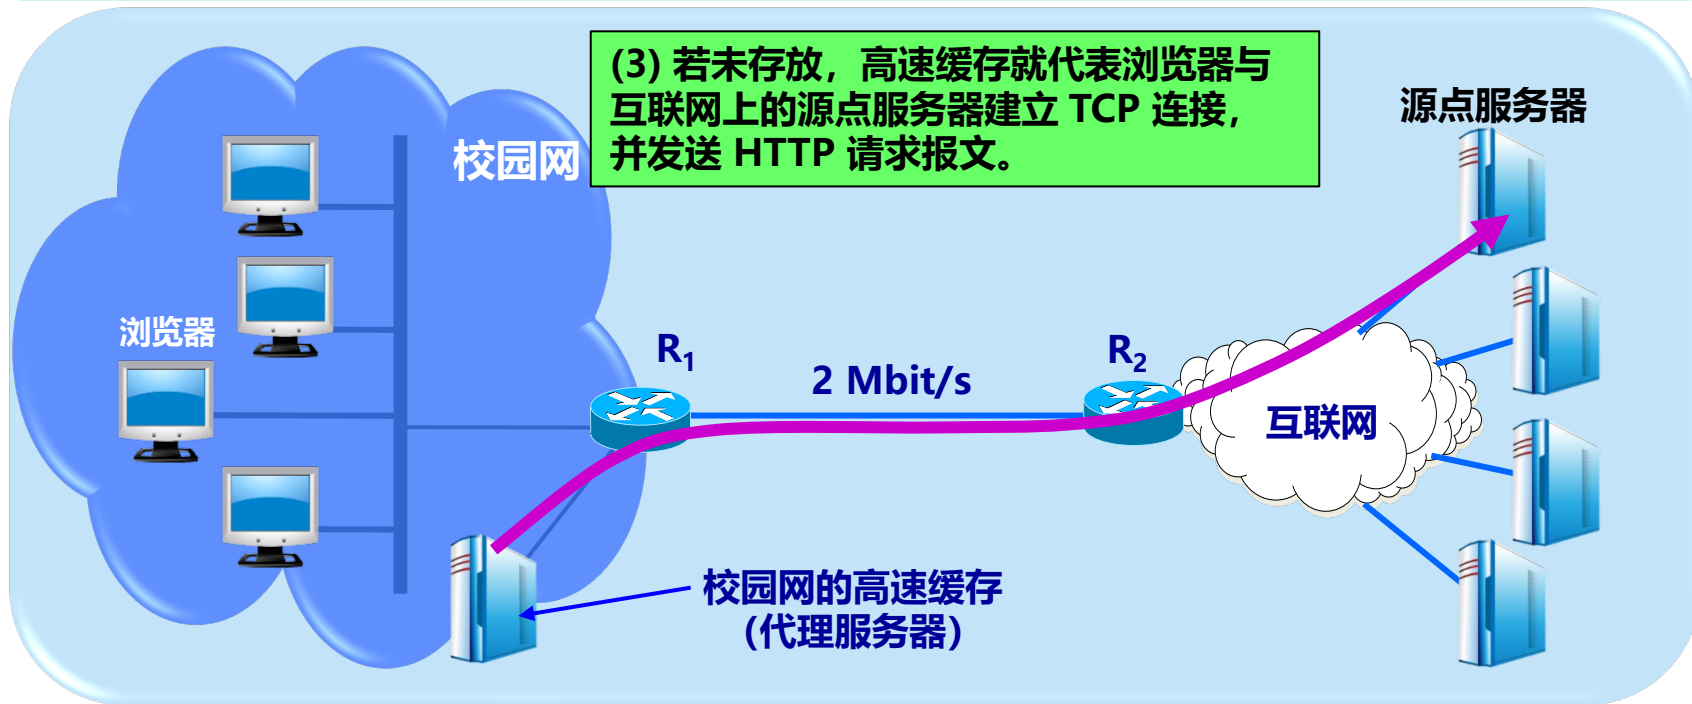 (3) 若未存放，高速缓存就代表浏览器与
互联网上的源点服务器建立 TCP 连接，
并发送 HTTP 请求报文。
源点服务器
校园网
浏览器
R1
2 Mbit/s
R2
互联网
校园网的高速缓存
(代理服务器)